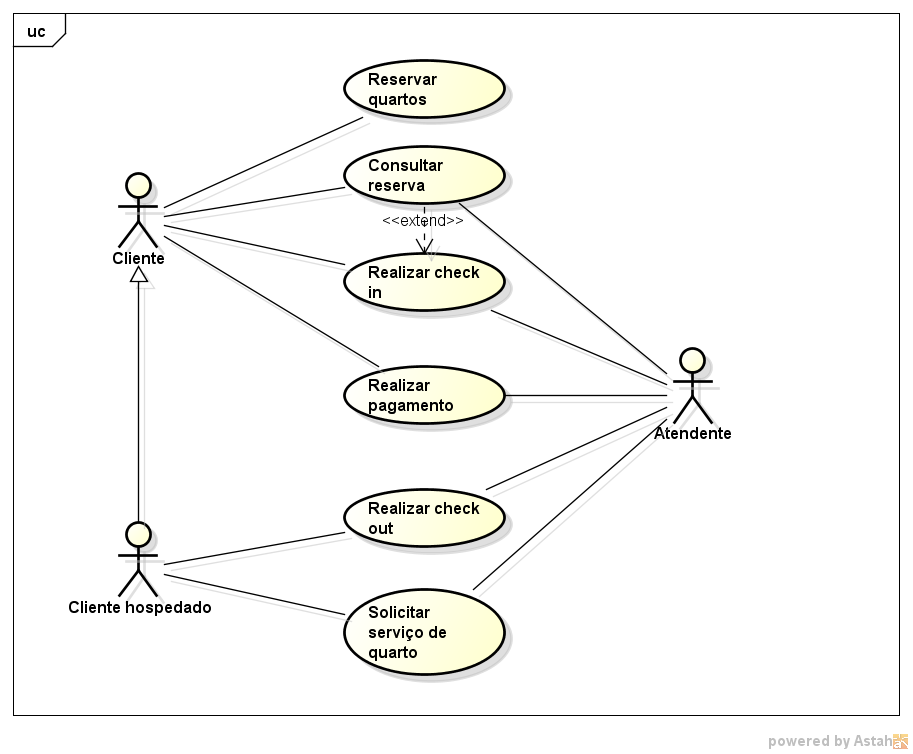 uc
Reservar
quartos
Consultar
reserva
<<extend>>
Cliente
Realizar check
in
Realizar
pagamento
Atendente
Realizar check
out
Cliente hospedado
Solicitar
serviço de
quarto
powered by Astah